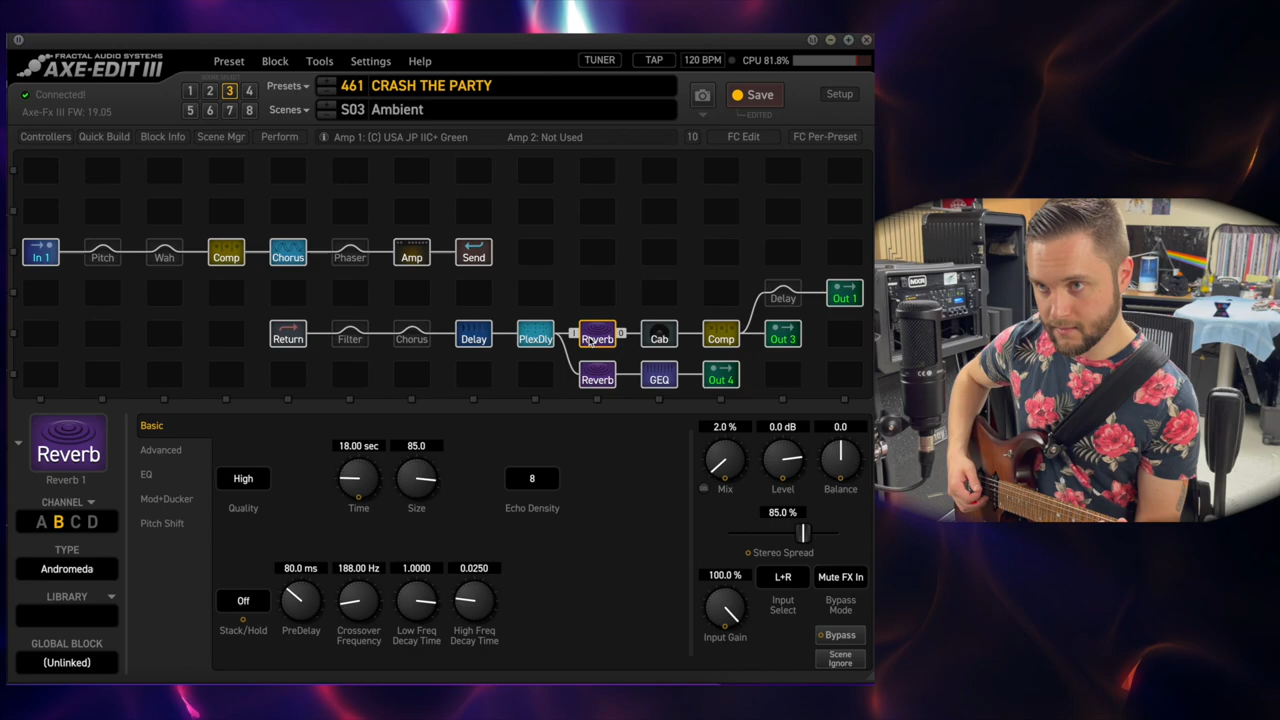 FRACTAL AUDIO SYSTEMS
AXE-EDIT III
Preset Block Tools Settings Help
TUNER TAP 120 BPM CPU 81.8%
Connected!
Axe-Fx III FW: 19.05
SCENE SELECT
1 2 3 4
5 6 7 8
Presets 461 CRASH THE PARTY
Scenes S03 Ambient
Save
EDITED
Setup
Controllers Quick Build Block Info Scene Mgr Perform Amp 1: (C) USA JP IIC+ Green Amp 2: Not Used 10 FC Edit FC Per-Preset
In 1 Pitch Wah Comp Chorus Phaser Amp Send
Delay Out 1
Return Filter Chorus Delay PlexDly I Reverb O Cab Comp Out 3
Reverb GEQ Out 4
Reverb
Reverb 1
CHANNEL
A B C D
TYPE
Andromeda
LIBRARY
GLOBAL BLOCK
(Unlinked)
Basic
Advanced
EQ
Mod+Ducker
Pitch Shift
18.00 sec 85.0
High 8
Quality Time Size Echo Density
80.0 ms 188.00 Hz 1.0000 0.0250
Off
Stack/Hold PreDelay Crossover Frequency Low Freq Decay Time High Freq Decay Time
2.0 % 0.0 dB 0.0
Mix Level Balance
85.0 %
Stereo Spread
100.0 % L+R Mute FX In
Input Gain Input Select Bypass Mode
Bypass
Scene Ignore
MXR